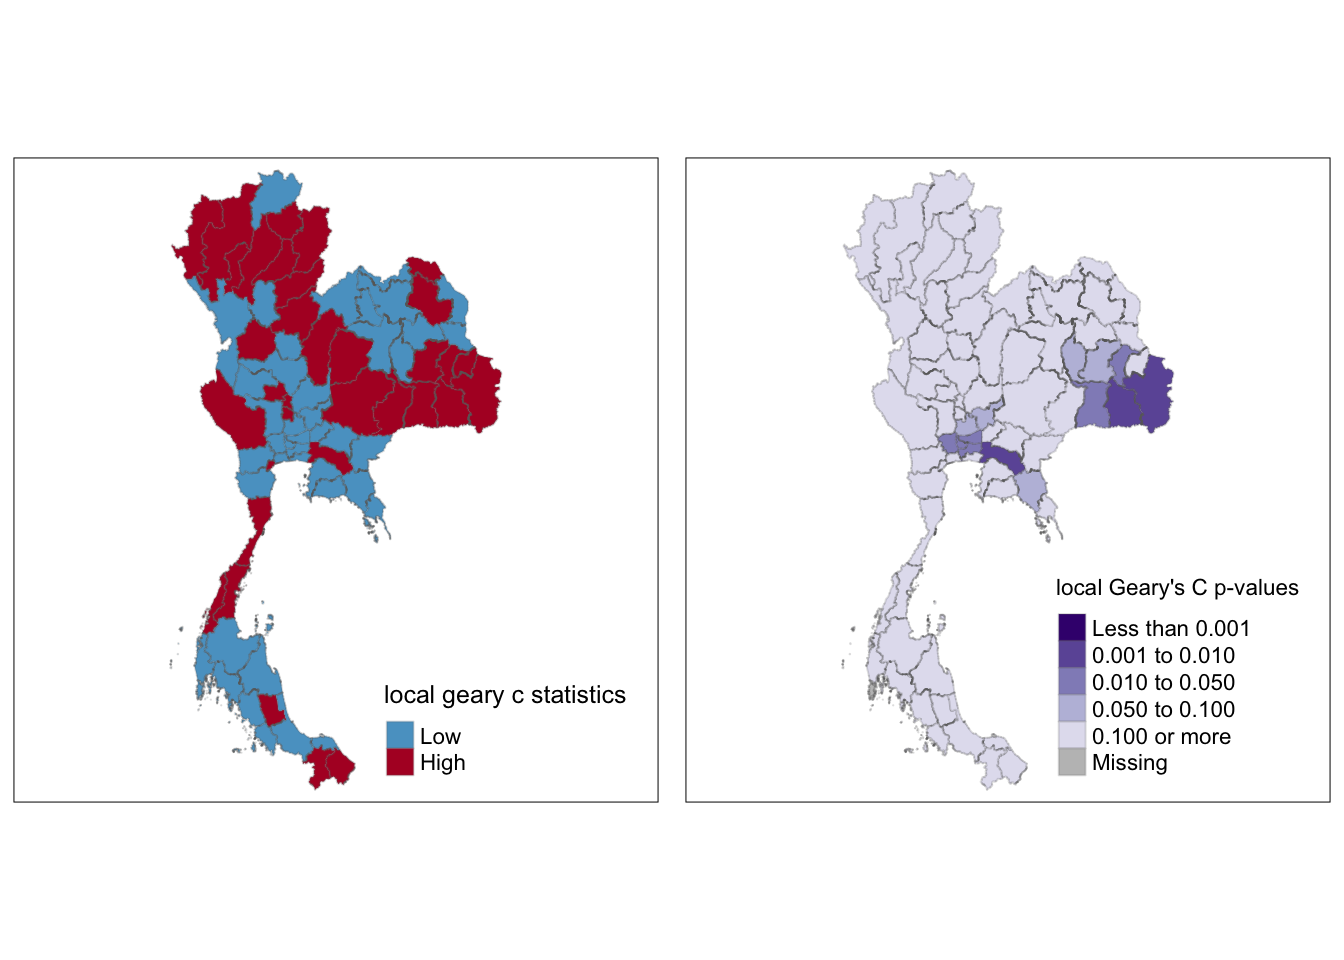 local geary c statistics
Low
High
local Geary's C p-values
Less than 0.001
0.001 to 0.010
0.010 to 0.050
0.050 to 0.100
0.100 or more
Missing